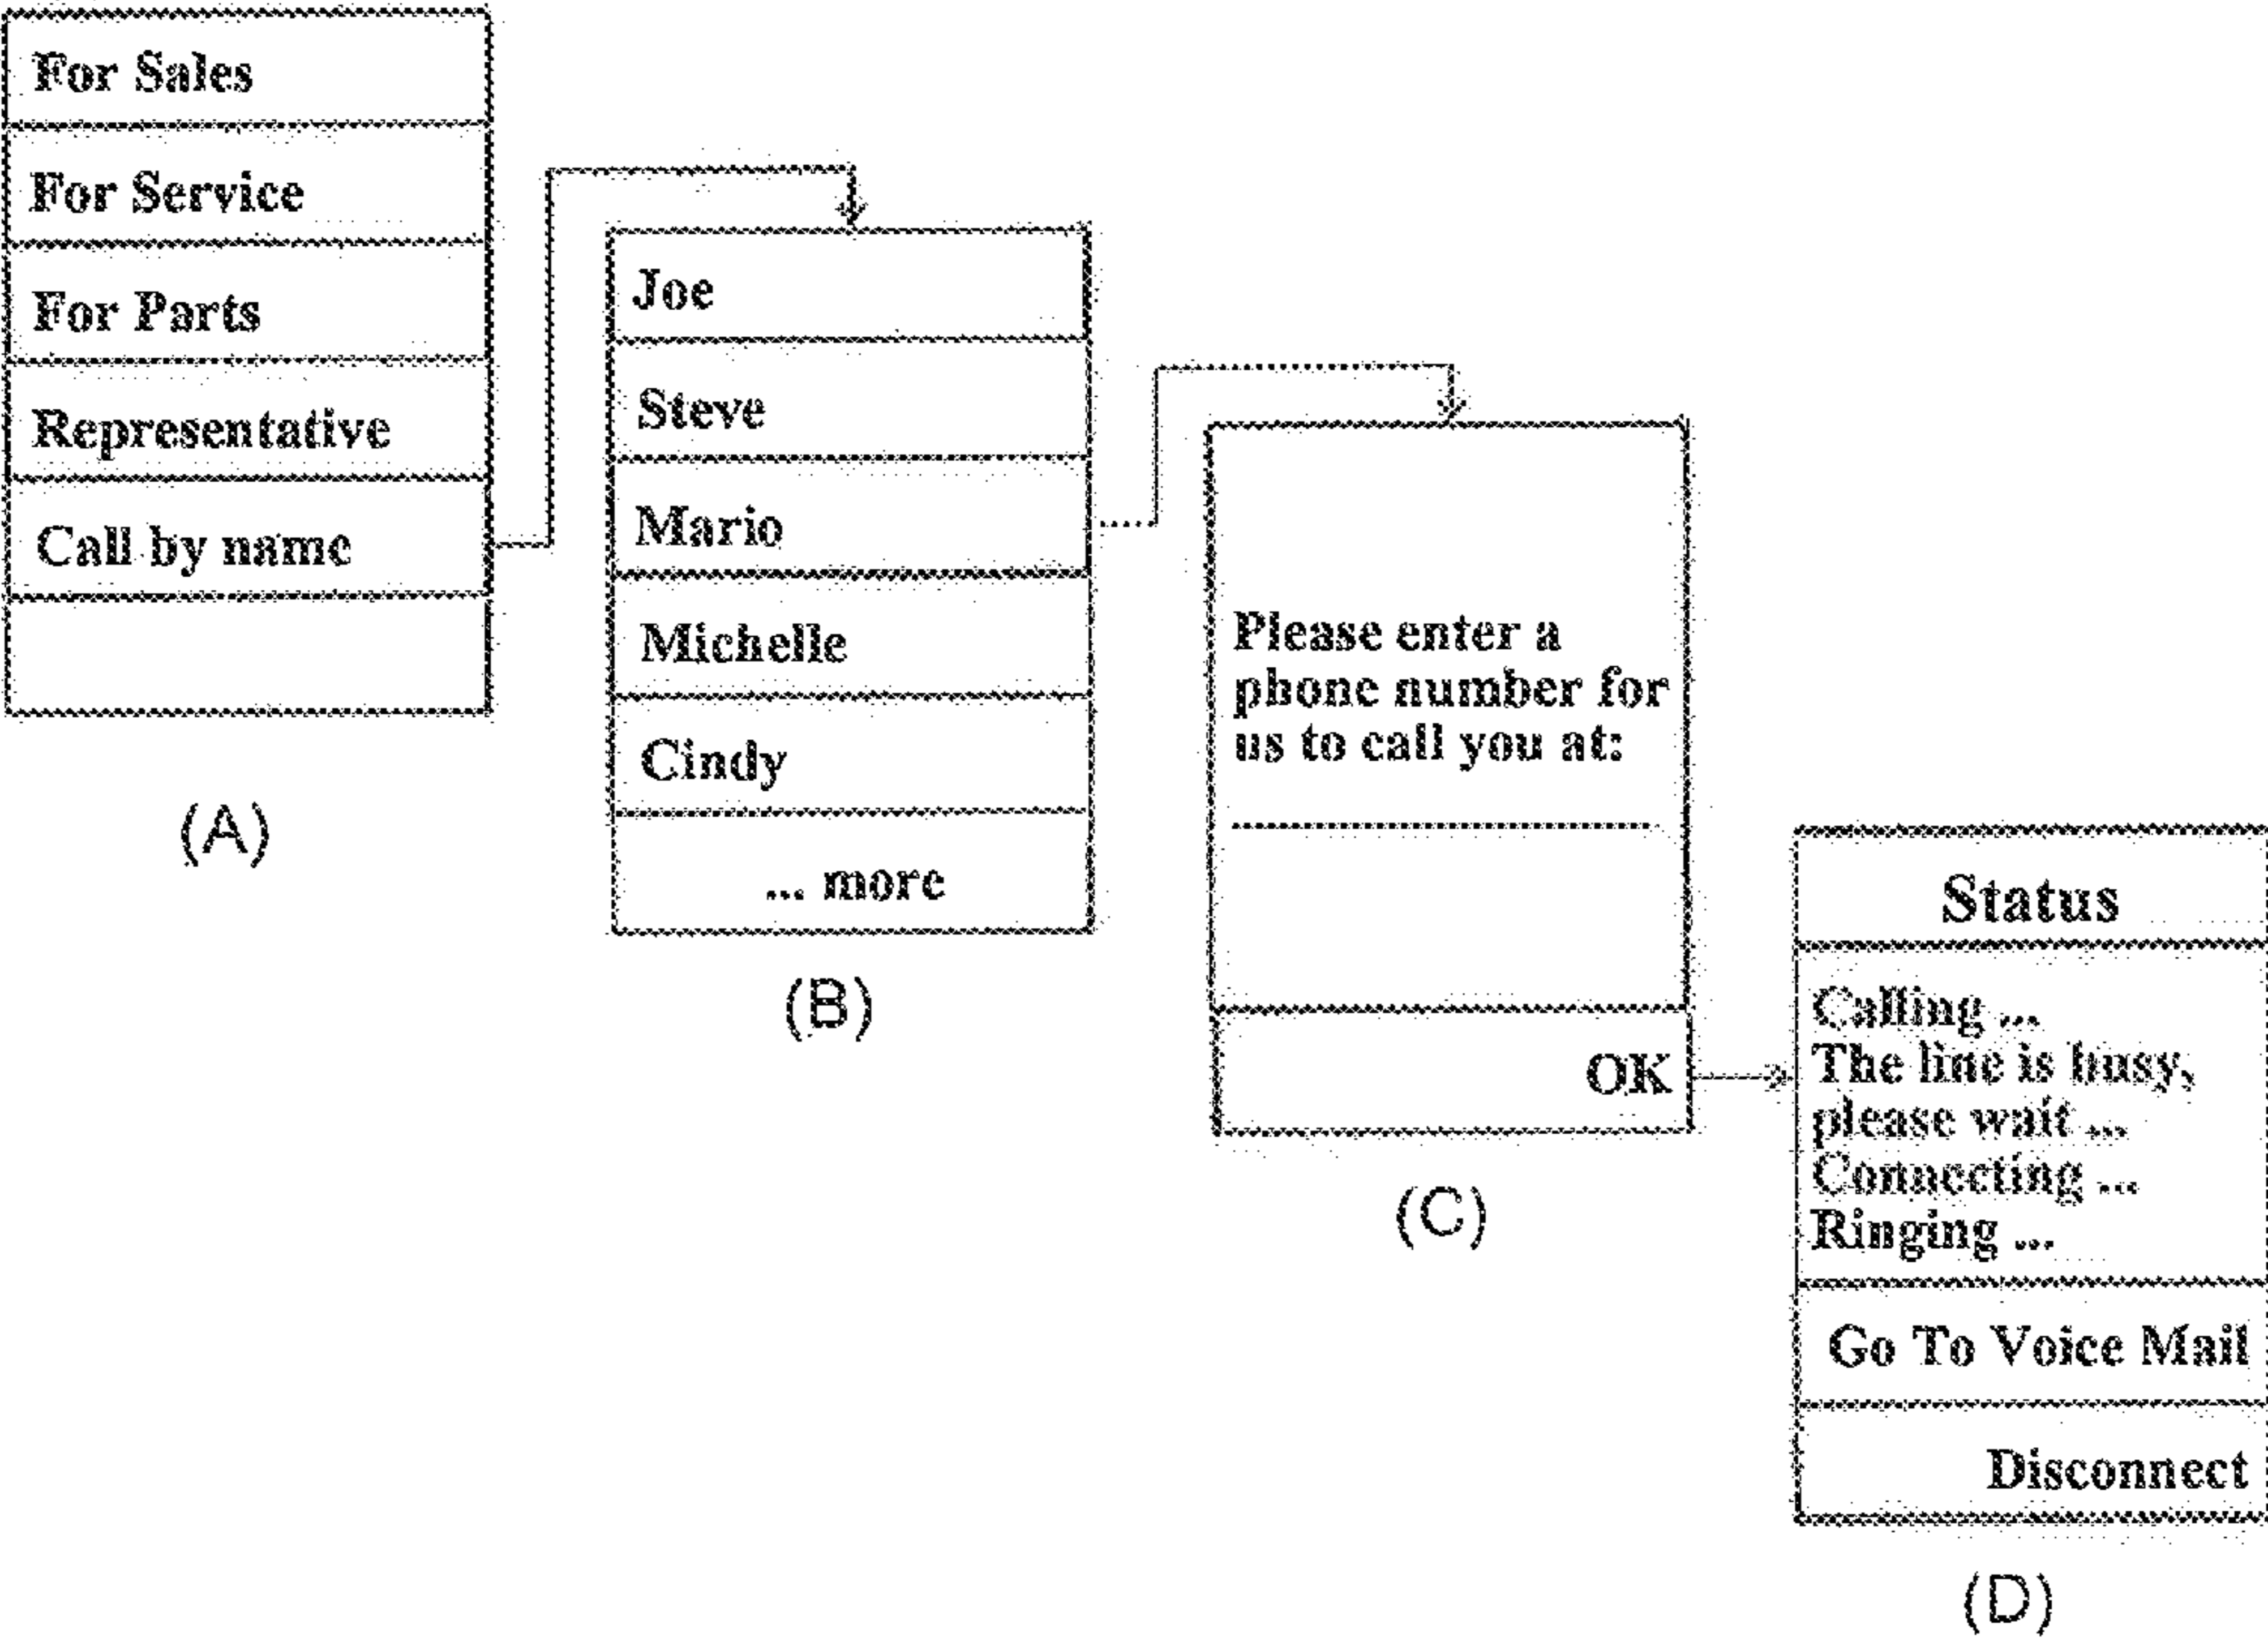 For Sales
For Service
For Parts
Representative
Call by name
(A)
Joe
Steve
Mario
Michelle
Cindy
... more
(B)
Please enter a
phone number for
us to call you at:
OK
(C)
Status
Calling ...
The line is busy,
please wait ...
Connecting ...
Ringing ...
Go To Voice Mail
Disconnect
(D)